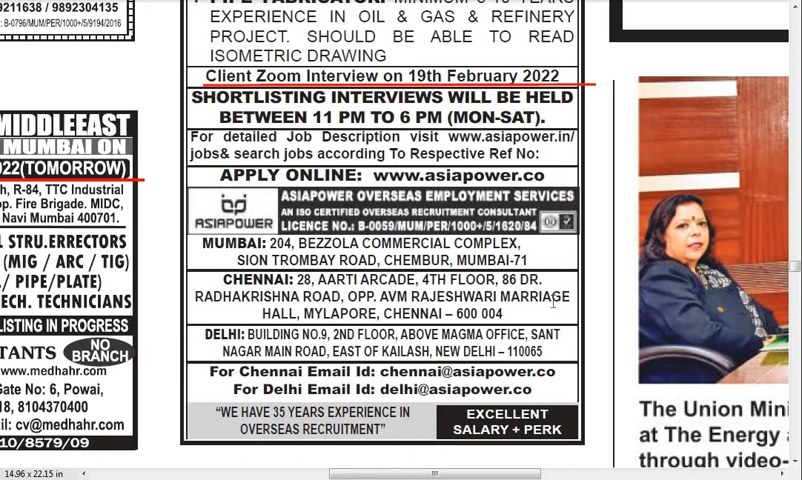 9211638 / 9892304135
: B-0796/MUM/PER/1000+/5/9194/2016
MIDDLEEAST
MUMBAI ON
022(TOMORROW)
h, R-84, TTC Industrial
op. Fire Brigade. MIDC,
Navi Mumbai 400701.
L STRU.ERRECTORS
(MIG / ARC / TIG)
/ PIPE/PLATE)
ECH. TECHNICIANS
LISTING IN PROGRESS
TANTS NO BRANCH
www.medhahr.com
Gate No: 6, Powai,
18, 8104370400
il: cv@medhahr.com
10/8579/09
EXPERIENCE IN OIL & GAS & REFINERY
PROJECT. SHOULD BE ABLE TO READ
ISOMETRIC DRAWING
Client Zoom Interview on 19th February 2022
SHORTLISTING INTERVIEWS WILL BE HELD
BETWEEN 11 PM TO 6 PM (MON-SAT).
For detailed Job Description visit www.asiapower.in/
jobs& search jobs according To Respective Ref No:
APPLY ONLINE: www.asiapower.co
ASIAPOWER
ASIAPOWER OVERSEAS EMPLOYMENT SERVICES
AN ISO CERTIFIED OVERSEAS RECRUITMENT CONSULTANT
LICENCE NO.: B-0059/MUM/PER/1000+/5/1620/84
MUMBAI: 204, BEZZOLA COMMERCIAL COMPLEX,
SION TROMBAY ROAD, CHEMBUR, MUMBAI-71
CHENNAI: 28, AARTI ARCADE, 4TH FLOOR, 86 DR.
RADHAKRISHNA ROAD, OPP. AVM RAJESHWARI MARRIAGE
HALL, MYLAPORE, CHENNAI – 600 004
DELHI: BUILDING NO.9, 2ND FLOOR, ABOVE MAGMA OFFICE, SANT
NAGAR MAIN ROAD, EAST OF KAILASH, NEW DELHI – 110065
For Chennai Email Id: chennai@asiapower.co
For Delhi Email Id: delhi@asiapower.co
“WE HAVE 35 YEARS EXPERIENCE IN
OVERSEAS RECRUITMENT”
EXCELLENT
SALARY + PERK
The Union Mini
at The Energy
through video-
14.96 x 22.15 in